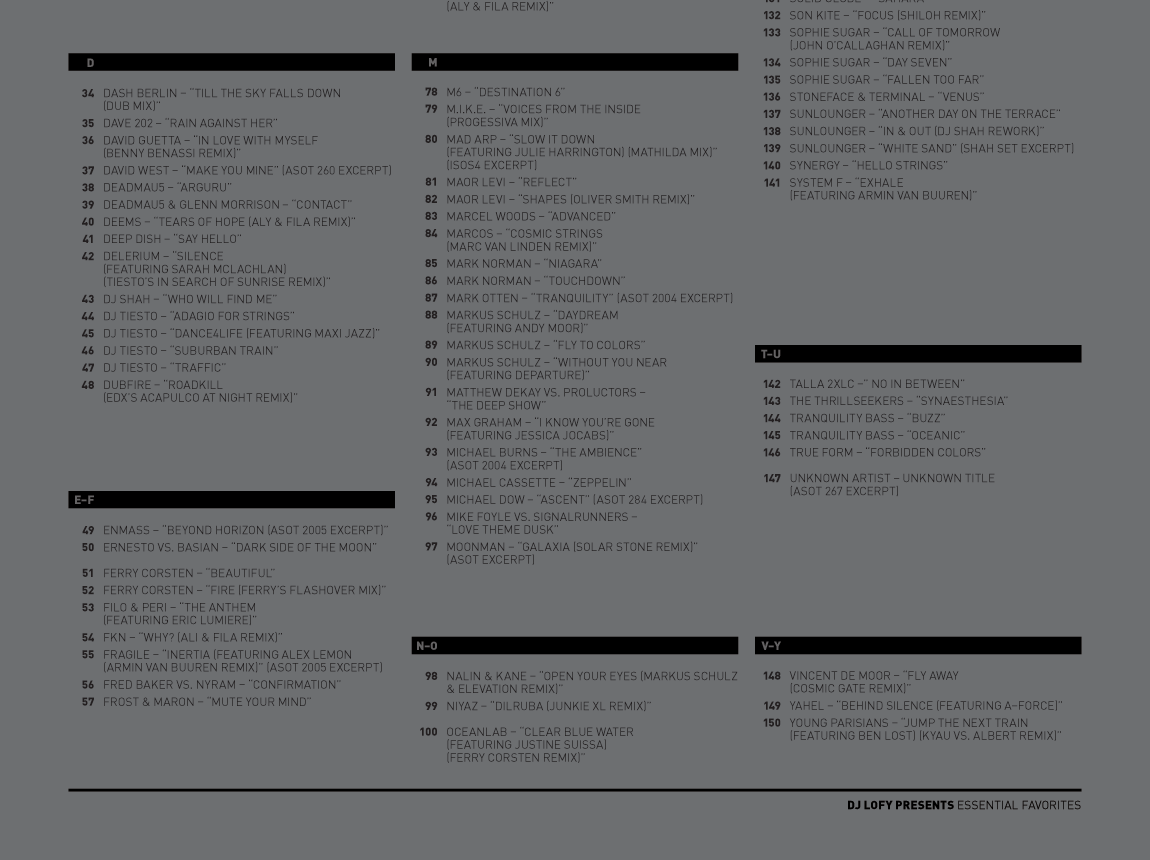 D
34 DASH BERLIN – “TILL THE SKY FALLS DOWN
(DUB MIX)”
35 DAVE 202 – “RAIN AGAINST HER”
36 DAVID GUETTA – “IN LOVE WITH MYSELF
(BENNY BENASSI REMIX)”
37 DAVID WEST – “MAKE YOU MINE” (ASOT 260 EXCERPT)
38 DEADMAU5 – “ARGURU”
39 DEADMAU5 & GLENN MORRISON – “CONTACT”
40 DEEMS – “TEARS OF HOPE (ALY & FILA REMIX)”
41 DEEP DISH – “SAY HELLO”
42 DELERIUM – “SILENCE
(FEATURING SARAH MCLACHLAN)
(TIESTO’S IN SEARCH OF SUNRISE REMIX)”
43 DJ SHAH – “WHO WILL FIND ME”
44 DJ TIESTO – “ADAGIO FOR STRINGS”
45 DJ TIESTO – “DANCE4LIFE (FEATURING MAXI JAZZ)”
46 DJ TIESTO – “SUBURBAN TRAIN”
47 DJ TIESTO – “TRAFFIC”
48 DUBFIRE – “ROADKILL
(EDX’S ACAPULCO AT NIGHT REMIX)”
E–F
49 ENMASS – “BEYOND HORIZON (ASOT 2005 EXCERPT)”
50 ERNESTO VS. BASIAN – “DARK SIDE OF THE MOON”
51 FERRY CORSTEN – “BEAUTIFUL”
52 FERRY CORSTEN – “FIRE (FERRY’S FLASHOVER MIX)”
53 FILO & PERI – “THE ANTHEM
(FEATURING ERIC LUMIERE)”
54 FKN – “WHY? (ALI & FILA REMIX)”
55 FRAGILE – “INERTIA (FEATURING ALEX LEMON
(ARMIN VAN BUUREN REMIX)” (ASOT 2005 EXCERPT)
56 FRED BAKER VS. NYRAM – “CONFIRMATION”
57 FROST & MARON – “MUTE YOUR MIND”
(ALY & FILA REMIX)”
M
78 M6 – “DESTINATION 6”
79 M.I.K.E. – “VOICES FROM THE INSIDE
(PROGESSIVA MIX)”
80 MAD ARP – “SLOW IT DOWN
(FEATURING JULIE HARRINGTON) (MATHILDA MIX)”
(ISOS4 EXCERPT)
81 MAOR LEVI – “REFLECT”
82 MAOR LEVI – “SHAPES (OLIVER SMITH REMIX)”
83 MARCEL WOODS – “ADVANCED”
84 MARCOS – “COSMIC STRINGS
(MARC VAN LINDEN REMIX)”
85 MARK NORMAN – “NIAGARA”
86 MARK NORMAN – “TOUCHDOWN”
87 MARK OTTEN – “TRANQUILITY” (ASOT 2004 EXCERPT)
88 MARKUS SCHULZ – “DAYDREAM
(FEATURING ANDY MOOR)”
89 MARKUS SCHULZ – “FLY TO COLORS”
90 MARKUS SCHULZ – “WITHOUT YOU NEAR
(FEATURING DEPARTURE)”
91 MATTHEW DEKAY VS. PROLUCTORS –
“THE DEEP SHOW”
92 MAX GRAHAM – “I KNOW YOU’RE GONE
(FEATURING JESSICA JOCABS)”
93 MICHAEL BURNS – “THE AMBIENCE”
(ASOT 2004 EXCERPT)
94 MICHAEL CASSETTE – “ZEPPELIN”
95 MICHAEL DOW – “ASCENT” (ASOT 284 EXCERPT)
96 MIKE FOYLE VS. SIGNALRUNNERS –
“LOVE THEME DUSK”
97 MOONMAN – “GALAXIA (SOLAR STONE REMIX)”
(ASOT EXCERPT)
N–O
98 NALIN & KANE – “OPEN YOUR EYES (MARKUS SCHULZ
& ELEVATION REMIX)”
99 NIYAZ – “DILRUBA (JUNKIE XL REMIX)”
100 OCEANLAB – “CLEAR BLUE WATER
(FEATURING JUSTINE SUISSA)
(FERRY CORSTEN REMIX)”
132 SON KITE – “FOCUS (SHILOH REMIX)”
133 SOPHIE SUGAR – “CALL OF TOMORROW
(JOHN O’CALLAGHAN REMIX)”
134 SOPHIE SUGAR – “DAY SEVEN”
135 SOPHIE SUGAR – “FALLEN TOO FAR”
136 STONEFACE & TERMINAL – “VENUS”
137 SUNLOUNGER – “ANOTHER DAY ON THE TERRACE”
138 SUNLOUNGER – “IN & OUT (DJ SHAH REWORK)”
139 SUNLOUNGER – “WHITE SAND” (SHAH SET EXCERPT)
140 SYNERGY – “HELLO STRINGS”
141 SYSTEM F – “EXHALE
(FEATURING ARMIN VAN BUUREN)”
T–U
142 TALLA 2XLC –“ NO IN BETWEEN”
143 THE THRILLSEEKERS – “SYNAESTHESIA”
144 TRANQUILITY BASS – “BUZZ”
145 TRANQUILITY BASS – “OCEANIC”
146 TRUE FORM – “FORBIDDEN COLORS”
147 UNKNOWN ARTIST – UNKNOWN TITLE
(ASOT 267 EXCERPT)
V–Y
148 VINCENT DE MOOR – “FLY AWAY
(COSMIC GATE REMIX)”
149 YAHEL – “BEHIND SILENCE (FEATURING A–FORCE)”
150 YOUNG PARISIANS – “JUMP THE NEXT TRAIN
(FEATURING BEN LOST) (KYAU VS. ALBERT REMIX)”
DJ LOFY PRESENTS ESSENTIAL FAVORITES